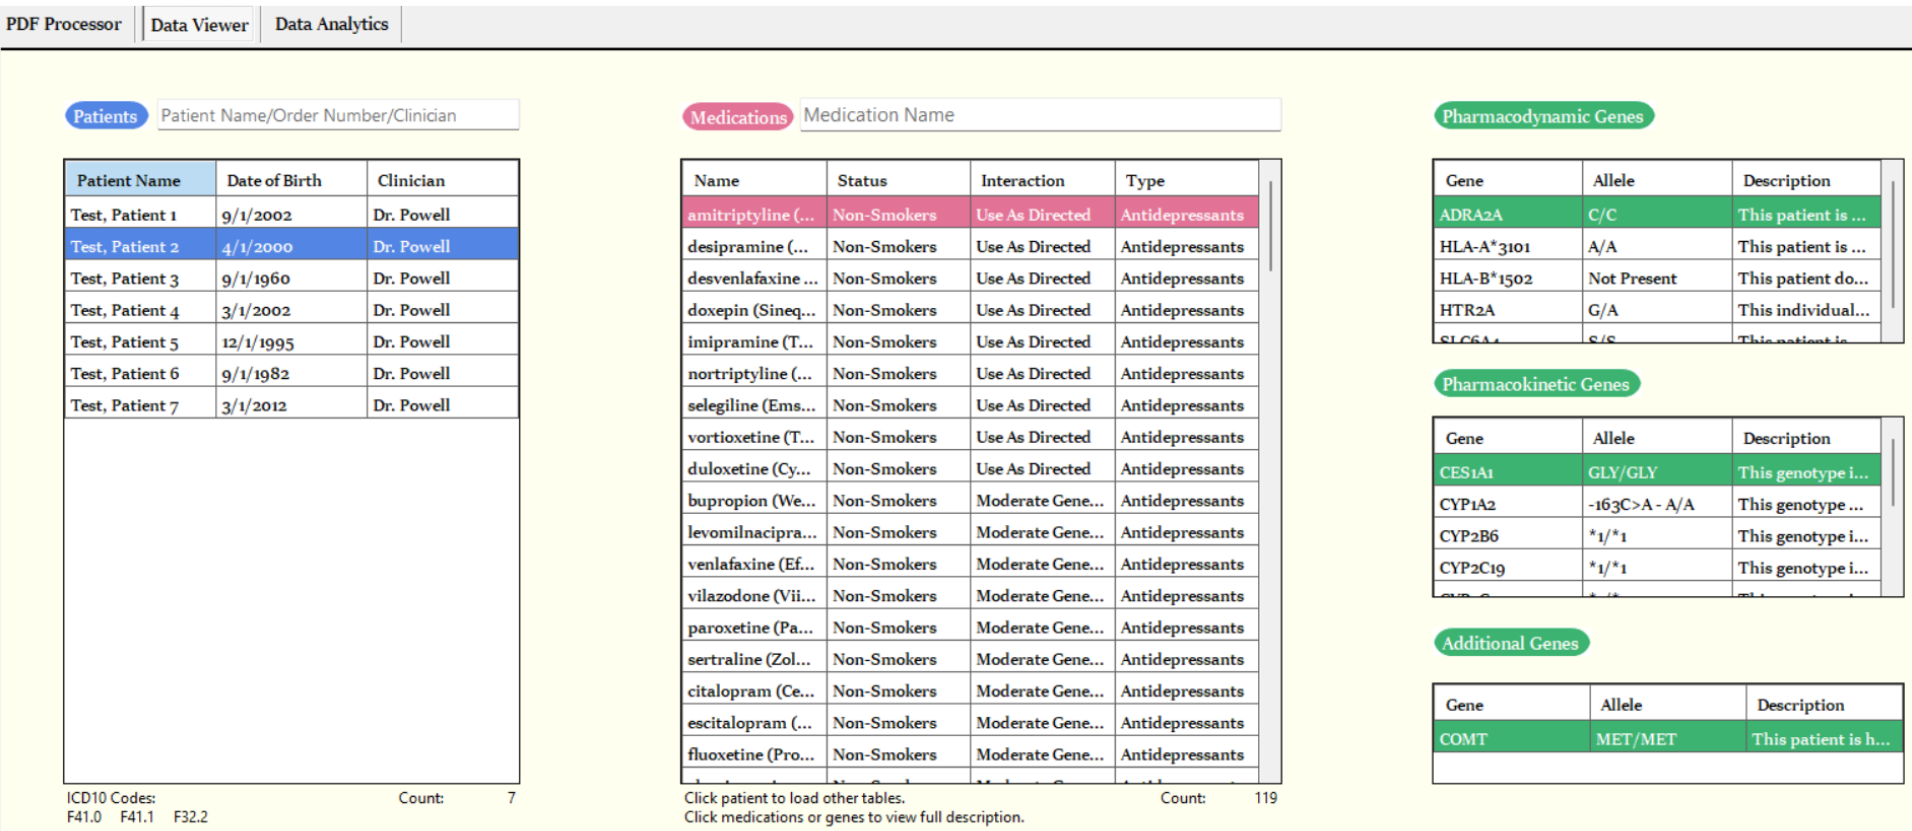 PDF Processor Data Viewer Data Analytics
Patients Patient Name/Order Number/Clinician
Patient Name Date of Birth Clinician
Test, Patient 1 9/1/2002 Dr. Powell
Test, Patient 2 4/1/2000 Dr. Powell
Test, Patient 3 9/1/1960 Dr. Powell
Test, Patient 4 3/1/2002 Dr. Powell
Test, Patient 5 12/1/1995 Dr. Powell
Test, Patient 6 9/1/1982 Dr. Powell
Test, Patient 7 3/1/2012 Dr. Powell
ICD10 Codes: Count: 7
F41.0 F41.1 F32.2
Medications Medication Name
Name Status Interaction Type
amitriptyline (... Non-Smokers Use As Directed Antidepressants
desipramine (... Non-Smokers Use As Directed Antidepressants
desvenlafaxine ... Non-Smokers Use As Directed Antidepressants
doxepin (Sineq... Non-Smokers Use As Directed Antidepressants
imipramine (T... Non-Smokers Use As Directed Antidepressants
nortriptyline (... Non-Smokers Use As Directed Antidepressants
selegiline (Ems... Non-Smokers Use As Directed Antidepressants
vortioxetine (T... Non-Smokers Use As Directed Antidepressants
duloxetine (Cy... Non-Smokers Use As Directed Antidepressants
bupropion (We... Non-Smokers Moderate Gene... Antidepressants
levomilnacipra... Non-Smokers Moderate Gene... Antidepressants
venlafaxine (Ef... Non-Smokers Moderate Gene... Antidepressants
vilazodone (Vii... Non-Smokers Moderate Gene... Antidepressants
paroxetine (Pa... Non-Smokers Moderate Gene... Antidepressants
sertraline (Zol... Non-Smokers Moderate Gene... Antidepressants
citalopram (Ce... Non-Smokers Moderate Gene... Antidepressants
escitalopram (... Non-Smokers Moderate Gene... Antidepressants
fluoxetine (Pro... Non-Smokers Moderate Gene... Antidepressants
Click patient to load other tables. Count: 119
Click medications or genes to view full description.
Pharmacodynamic Genes
Gene Allele Description
ADRA2A C/C This patient is ...
HLA-A*3101 A/A This patient is ...
HLA-B*1502 Not Present This patient do...
HTR2A G/A This individual...
SLC6A4 S/S This patient is
Pharmacokinetic Genes
Gene Allele Description
CES1A1 GLY/GLY This genotype i...
CYP1A2 -163C>A - A/A This genotype ...
CYP2B6 *1/*1 This genotype i...
CYP2C19 *1/*1 This genotype i...
Additional Genes
Gene Allele Description
COMT MET/MET This patient is h...